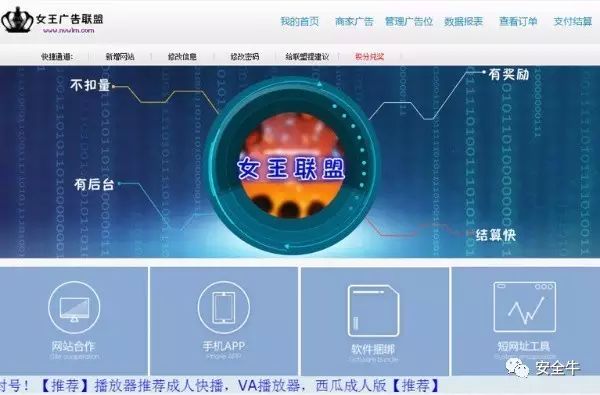 女王广告联盟
www.nvwlm.com
我的首页 商家广告 管理广告位 数据报表 查看订单 支付结算
快捷通道: 新增网站 修改信息 修改密码 给联盟提建议 积分兑奖
不扣量
有奖励
女王联盟
有后台
结算快
网站合作 手机APP 软件捆绑 短网址工具
Site cooperation Phone APP Software bundle System encapsulation
封号！【推荐】播放器推荐成人快播，VA播放器，西瓜成人版【推荐】
安全牛